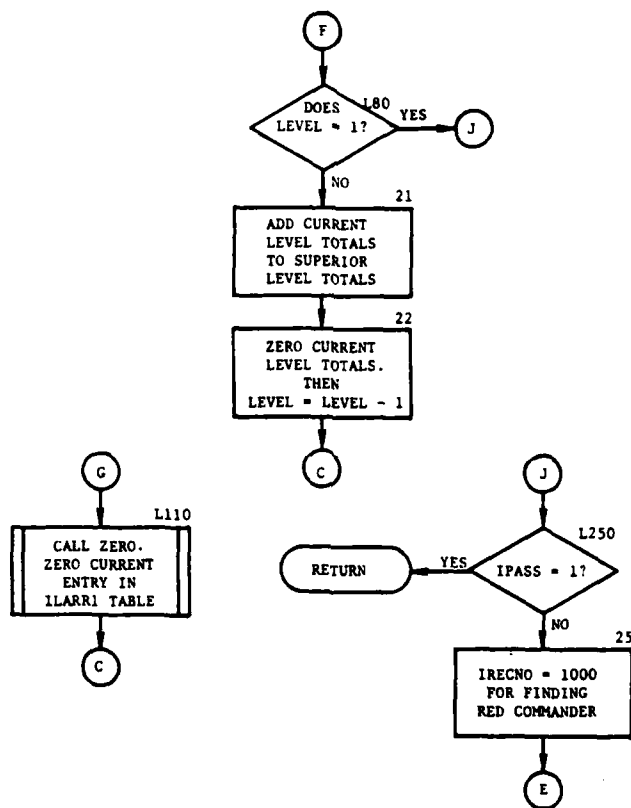 F
L80
DOES
LEVEL = 1?
YES
J
NO
21
ADD CURRENT
LEVEL TOTALS
TO SUPERIOR
LEVEL TOTALS
22
ZERO CURRENT
LEVEL TOTALS.
THEN
LEVEL = LEVEL - 1
C
G
L110
CALL ZERO.
ZERO CURRENT
ENTRY IN
1LARR1 TABLE
C
J
L250
IPASS = 1?
YES
RETURN
NO
25
IRECNO = 1000
FOR FINDING
RED COMMANDER
E